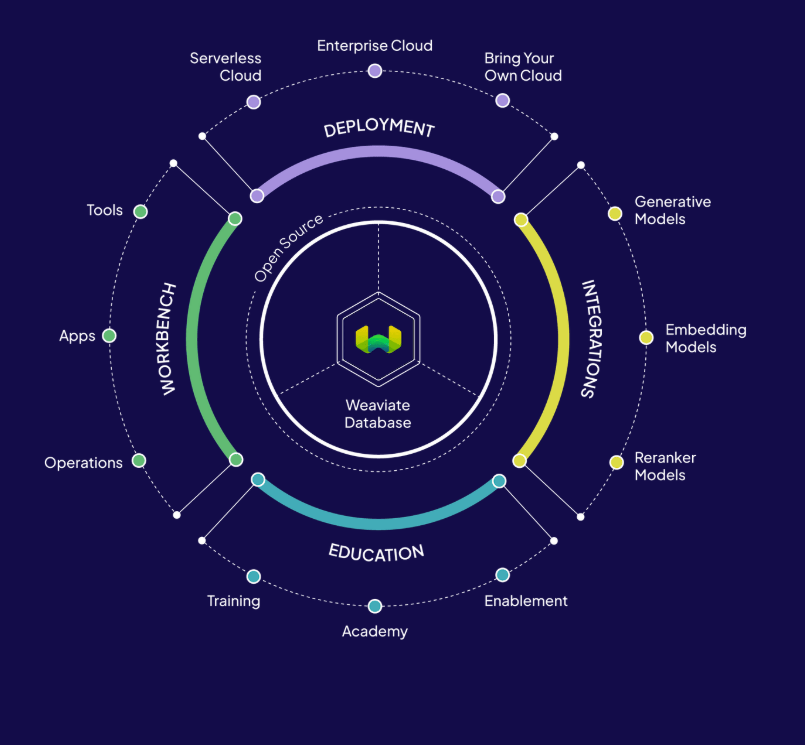 Enterprise Cloud
Serverless
Cloud
Bring Your
Own Cloud
DEPLOYMENT
Tools
Generative
Models
Open Source
WORKBENCH
INTEGRATIONS
Apps
Embedding
Models
Weaviate
Database
Operations
Reranker
Models
EDUCATION
Training
Enablement
Academy